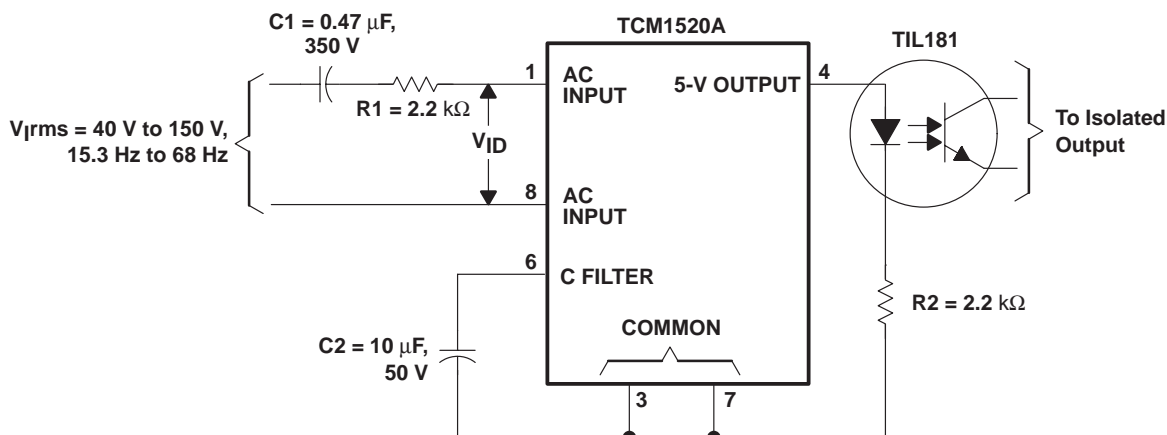 C1 = 0.47 μF,
350 V
TCM1520A
TIL181
1
AC
INPUT
5-V OUTPUT
4
R1 = 2.2 kΩ
VIrms = 40 V to 150 V,
15.3 Hz to 68 Hz
VID
To Isolated
Output
8
AC
INPUT
6
C FILTER
R2 = 2.2 kΩ
COMMON
C2 = 10 μF,
50 V
3
7